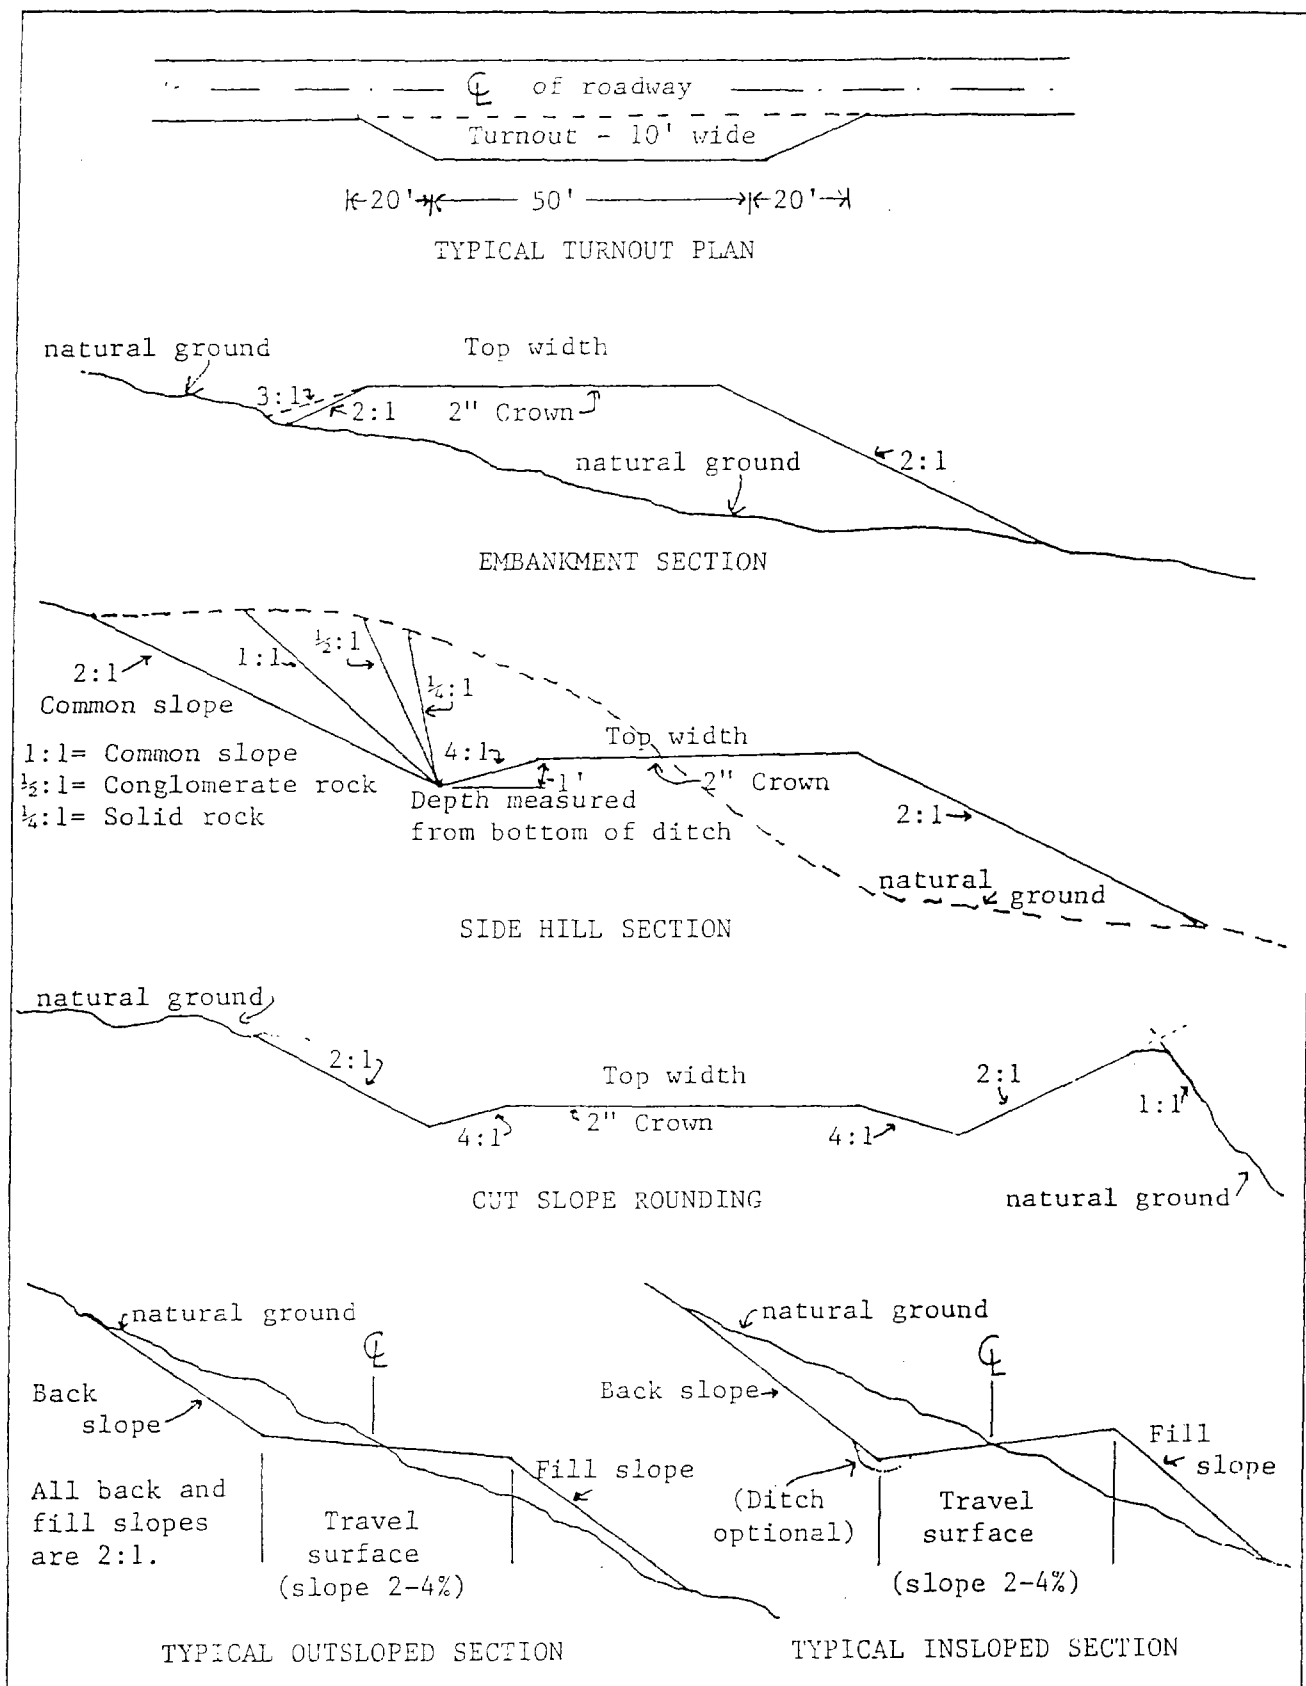 ℄ of roadway
Turnout - 10' wide
20' 50' 20'
TYPICAL TURNOUT PLAN
natural ground
Top width
3:1
2:1
2" Crown
natural ground
2:1
EMBANKMENT SECTION
2:1
Common slope
1:1
½:1
¼:1
1:1= Common slope
½:1= Conglomerate rock
¼:1= Solid rock
4:1
Top width
1'
2" Crown
Depth measured
from bottom of ditch
2:1
natural
ground
SIDE HILL SECTION
natural ground
2:1
Top width
2:1
4:1
2" Crown
4:1
1:1
CUT SLOPE ROUNDING
natural ground
natural ground
℄
Back
slope
Fill slope
All back and
fill slopes
are 2:1.
Travel
surface
(slope 2-4%)
TYPICAL OUTSLOPED SECTION
natural ground
℄
Back slope
Fill
slope
(Ditch
optional)
Travel
surface
(slope 2-4%)
TYPICAL INSLOPED SECTION